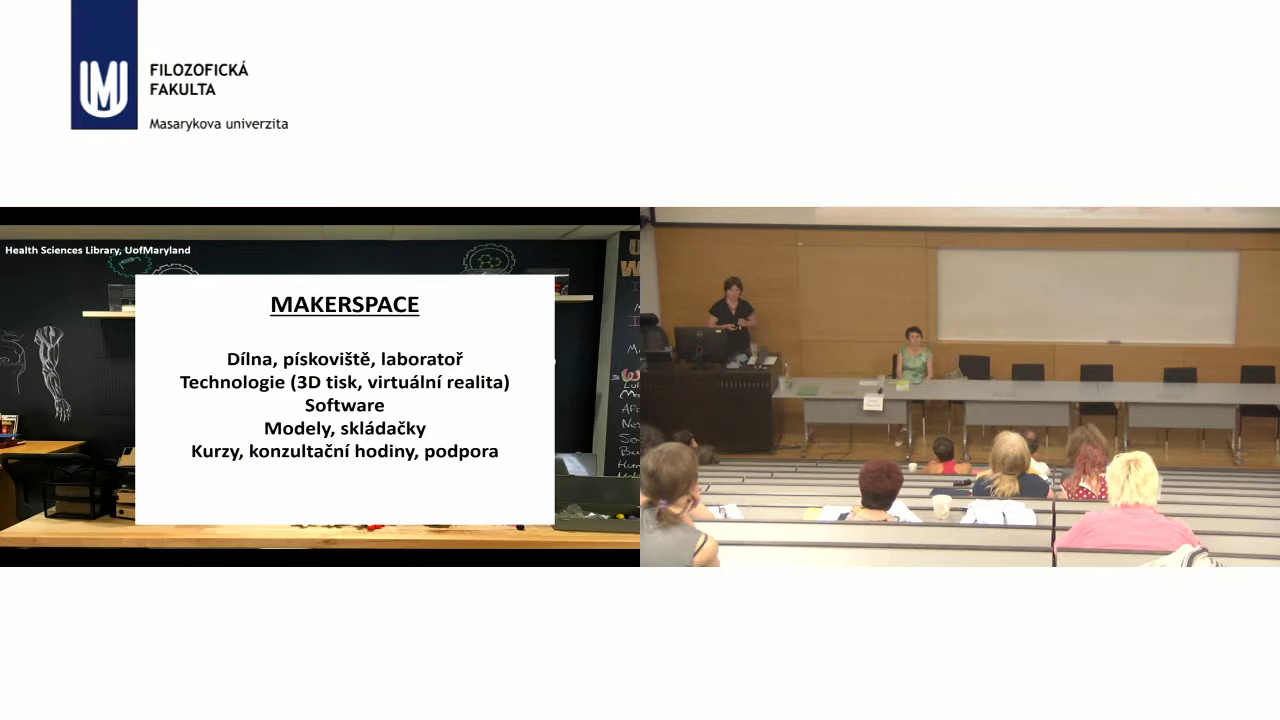 FILOZOFICKÁ
FAKULTA
Masarykova univerzita
Health Sciences Library, UofMaryland
MAKERSPACE
Dílna, pískoviště, laboratoř
Technologie (3D tisk, virtuální realita)
Software
Modely, skládačky
Kurzy, konzultační hodiny, podpora